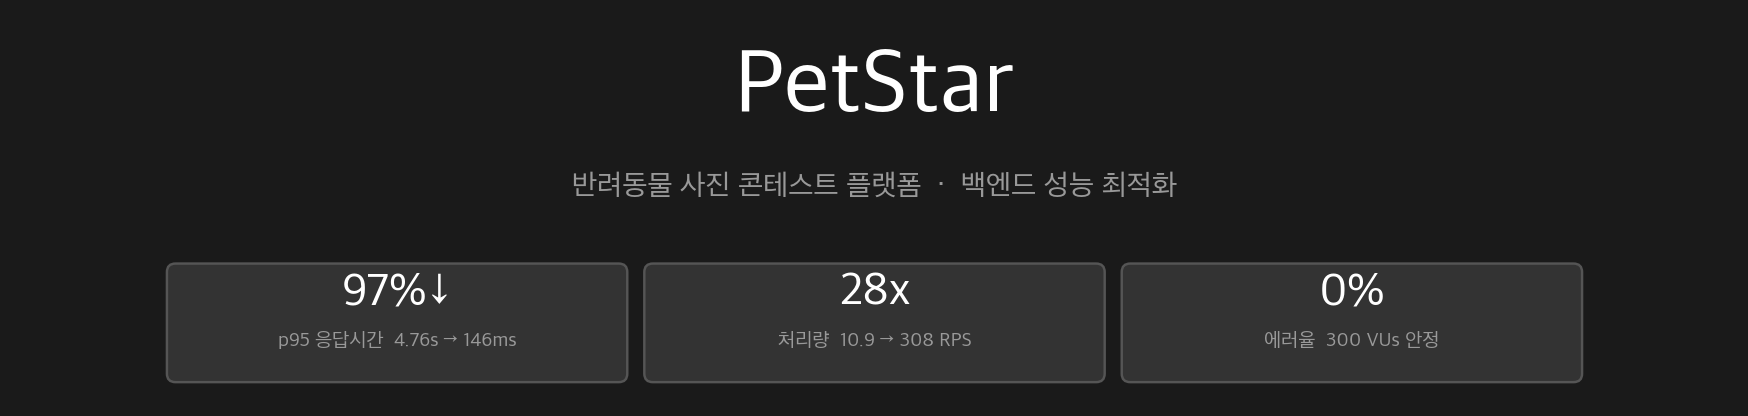 PetStar
반려동물 사진 콘테스트 플랫폼 · 백엔드 성능 최적화
97%↓
p95 응답시간 4.76s → 146ms
28x
처리량 10.9 → 308 RPS
0%
에러율 300 VUs 안정